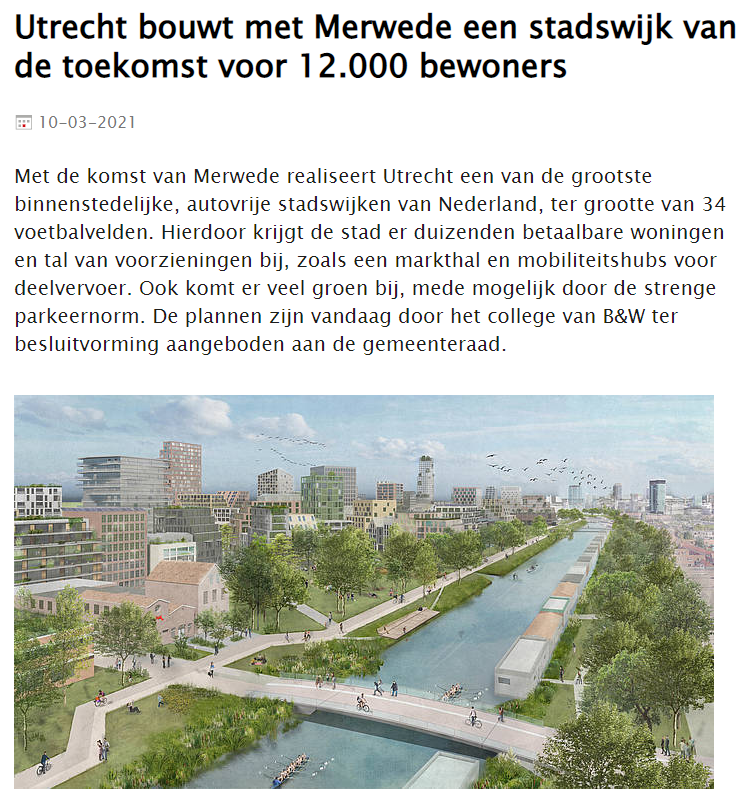 Utrecht bouwt met Merwede een stadswijk van
de toekomst voor 12.000 bewoners
10-03-2021
Met de komst van Merwede realiseert Utrecht een van de grootste
binnenstedelijke, autovrije stadswijken van Nederland, ter grootte van 34
voetbalvelden. Hierdoor krijgt de stad er duizenden betaalbare woningen
en tal van voorzieningen bij, zoals een markthal en mobiliteitshubs voor
deelvervoer. Ook komt er veel groen bij, mede mogelijk door de strenge
parkeernorm. De plannen zijn vandaag door het college van B&W ter
besluitvorming aangeboden aan de gemeenteraad.